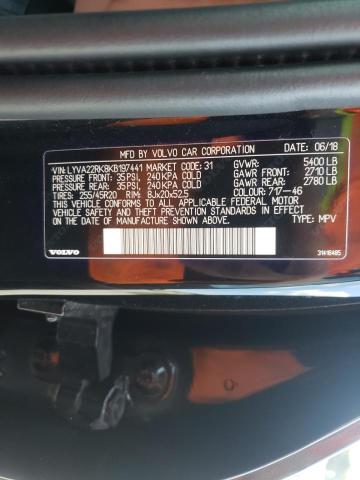 MFD BY VOLVO CAR CORPORATION DATE: 06/18
VIN: LYVA22RK8KB197441 MARKET CODE: 31 GVWR: 5400 LB
PRESSURE FRONT: 35 PSI, 240 KPA COLD GAWR FRONT: 2710 LB
PRESSURE REAR: 35 PSI, 240 KPA COLD GAWR REAR: 2780 LB
TYRES: 255/45R20 RIM: 8Jx20x52.5 COLOUR: 717-46
THIS VEHICLE CONFORMS TO ALL APPLICABLE FEDERAL MOTOR
VEHICLE SAFETY, BUMPER AND THEFT PREVENTION STANDARDS
IN EFFECT ON THE DATE OF MANUFACTURE SHOWN ABOVE. TYPE: MPV
VOLVO 31416485